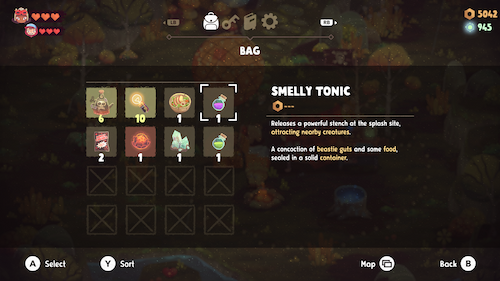 LB
RB
5042
945
BAG
6
10
1
1
2
1
1
1
SMELLY TONIC
---
Releases a powerful stench at the splash site,
attracting nearby creatures.
A concoction of beastie guts and some food,
sealed in a solid container.
A Select
Y Sort
Map
Back B